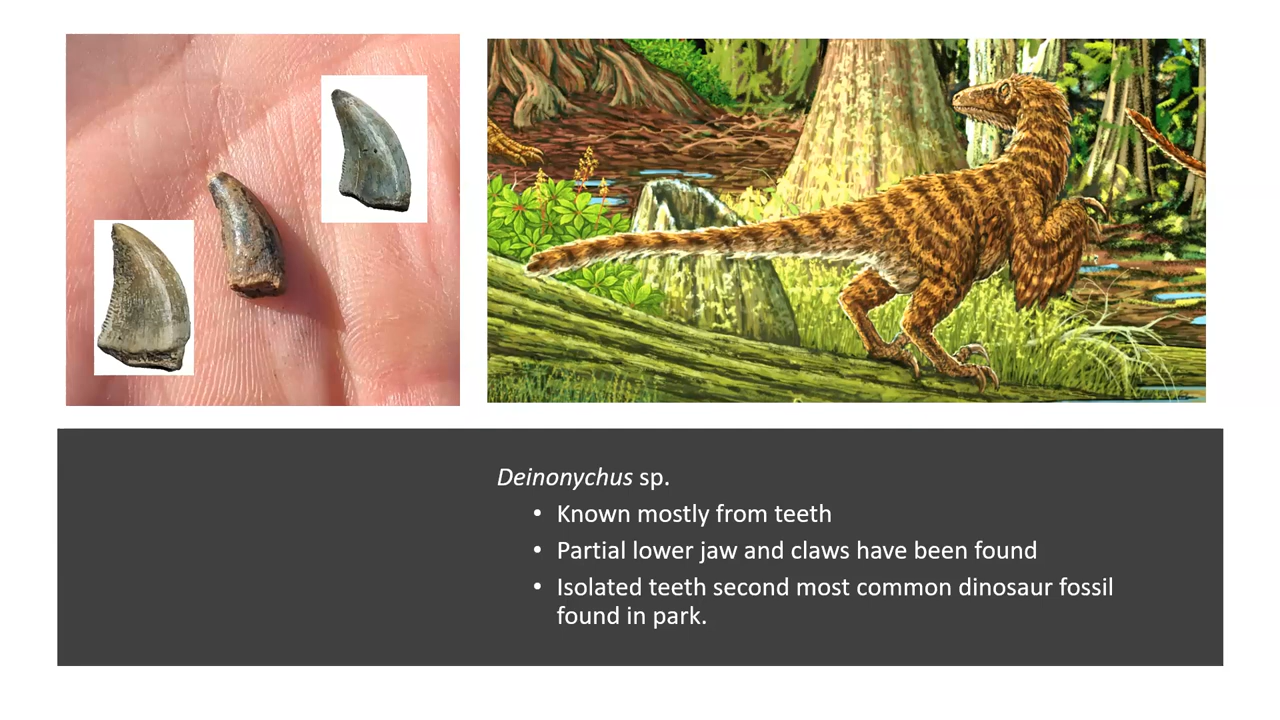 Deinonychus sp.
• Known mostly from teeth
• Partial lower jaw and claws have been found
• Isolated teeth second most common dinosaur fossil
found in park.